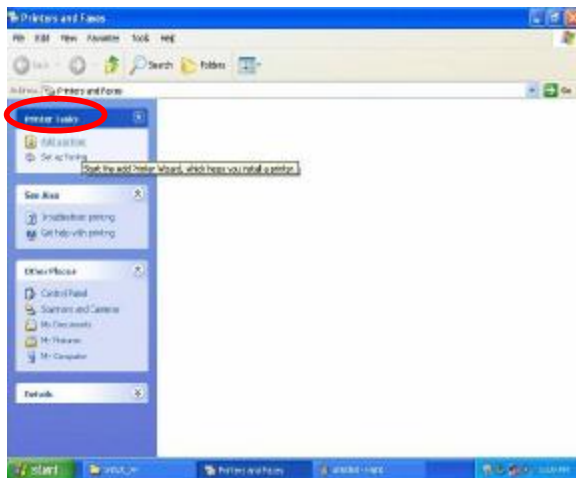 Printers and Faxes
File Edit View Favorites Tools Help
Search Folders
Printers and Faxes
Go
Printer Tasks
Add a printer
Set up faxing
Start the Add Printer Wizard, which helps you install a printer.
See Also
Troubleshoot printing
Get help with printing
Other Places
Control Panel
Scanners and Cameras
My Documents
My Pictures
My Computer
Details
start
Printers and Faxes
untitled - Paint